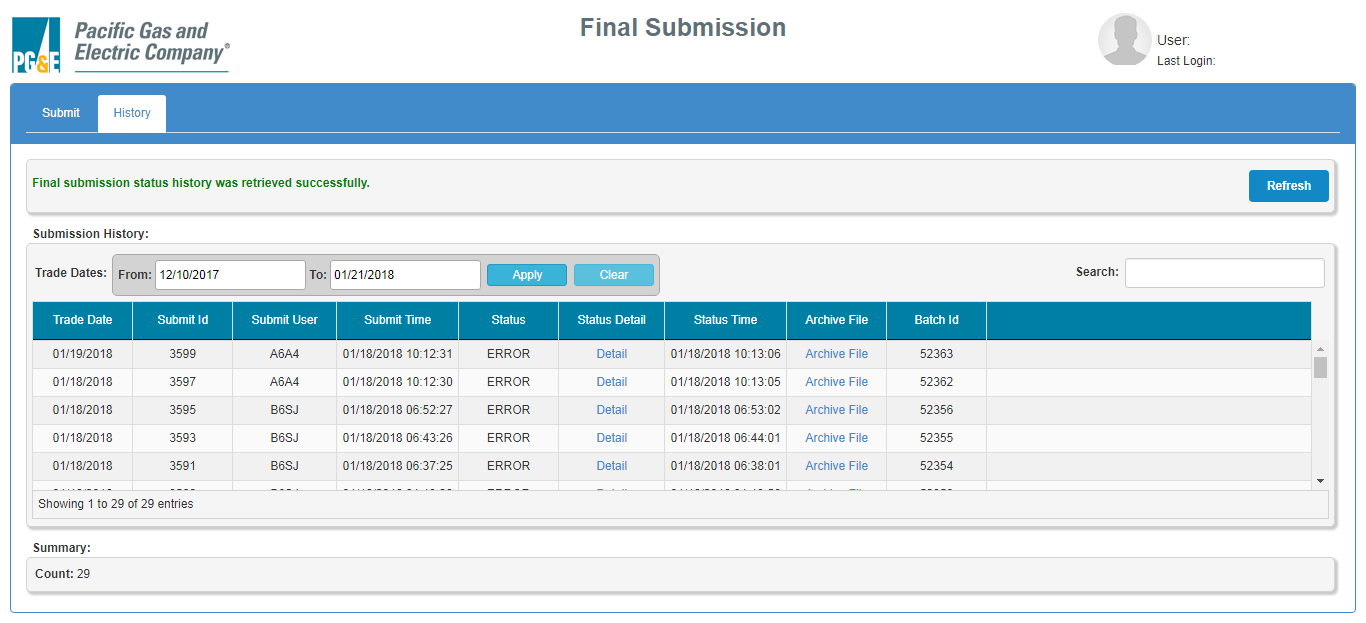 PG&E Pacific Gas and Electric Company®
Final Submission
User:
Last Login:
Submit History
Final submission status history was retrieved successfully. Refresh
Submission History:
Trade Dates: From: 12/10/2017 To: 01/21/2018 Apply Clear Search:
Trade Date Submit Id Submit User Submit Time Status Status Detail Status Time Archive File Batch Id
01/19/2018 3599 A6A4 01/18/2018 10:12:31 ERROR Detail 01/18/2018 10:13:06 Archive File 52363
01/18/2018 3597 A6A4 01/18/2018 10:12:30 ERROR Detail 01/18/2018 10:13:05 Archive File 52362
01/18/2018 3595 B6SJ 01/18/2018 06:52:27 ERROR Detail 01/18/2018 06:53:02 Archive File 52356
01/18/2018 3593 B6SJ 01/18/2018 06:43:26 ERROR Detail 01/18/2018 06:44:01 Archive File 52355
01/18/2018 3591 B6SJ 01/18/2018 06:37:25 ERROR Detail 01/18/2018 06:38:01 Archive File 52354
Showing 1 to 29 of 29 entries
Summary:
Count: 29